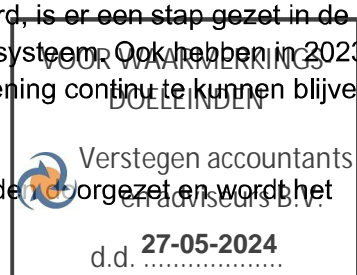 rd, is er een stap gezet in de
systeem. Ook hebben in 2023
VOOR WAARMERKINGS-
ening continu te kunnen blijve
DOELEINDEN
Verstegen accountants
den doorgezet en wordt het
en adviseurs B.V.
d.d. 27-05-2024